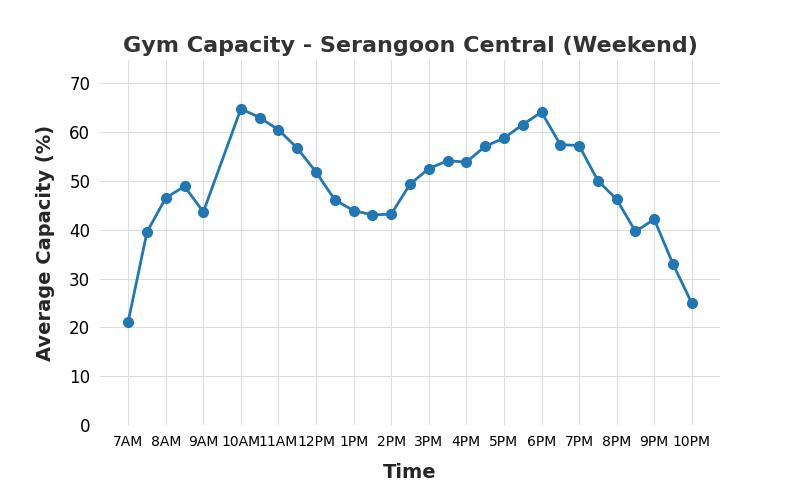 Gym Capacity - Serangoon Central (Weekend)
Average Capacity (%)
70
60
50
40
30
20
10
0
7AM 8AM 9AM 10AM 11AM 12PM 1PM 2PM 3PM 4PM 5PM 6PM 7PM 8PM 9PM 10PM
Time